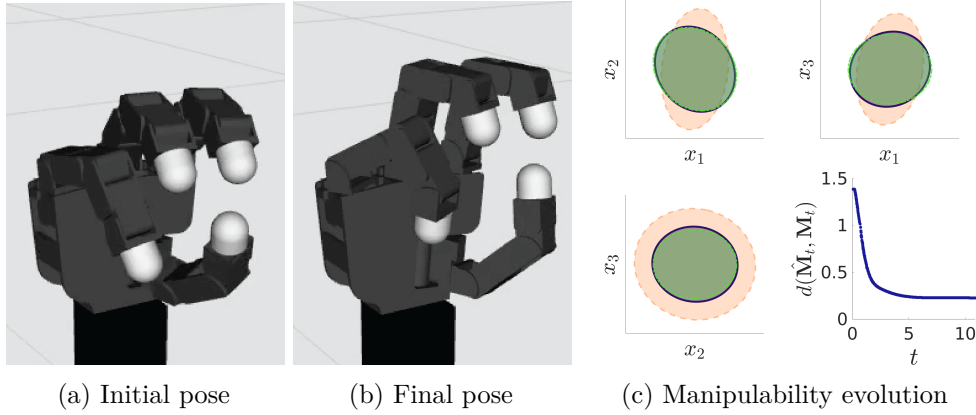 x₂
x₁
x₃
x₁
x₃
x₂
1.5
1
0.5
0
d(M̂ₜ, Mₜ)
0 5 10
t
(a) Initial pose
(b) Final pose
(c) Manipulability evolution